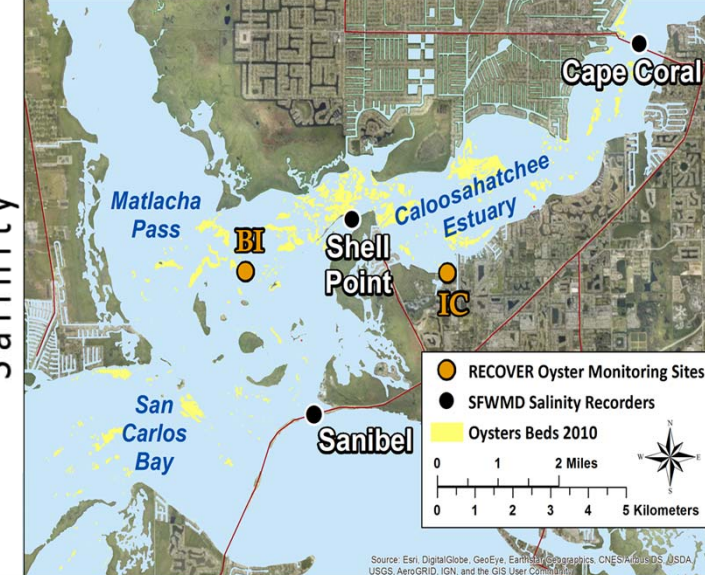 Salinity
Cape Coral
Matlacha
Pass
Caloosahatchee
Estuary
BI
Shell
Point
IC
San
Carlos
Bay
Sanibel
RECOVER Oyster Monitoring Sites
SFWMD Salinity Recorders
Oysters Beds 2010
N
W
E
S
0 1 2 Miles
0 1 2 3 4 5 Kilometers
Source: Esri, DigitalGlobe, GeoEye, Earthstar Geographics, CNES/Airbus DS, USDA,
USGS, AeroGRID, IGN, and the GIS User Community